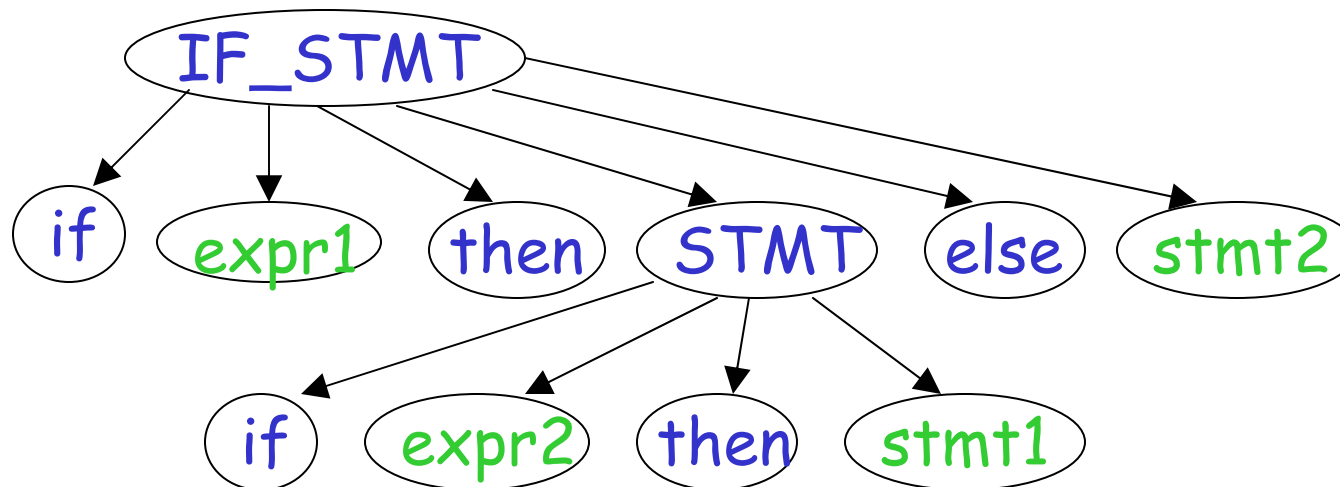 IF_STMT
if expr1 then STMT else stmt2
if expr2 then stmt1